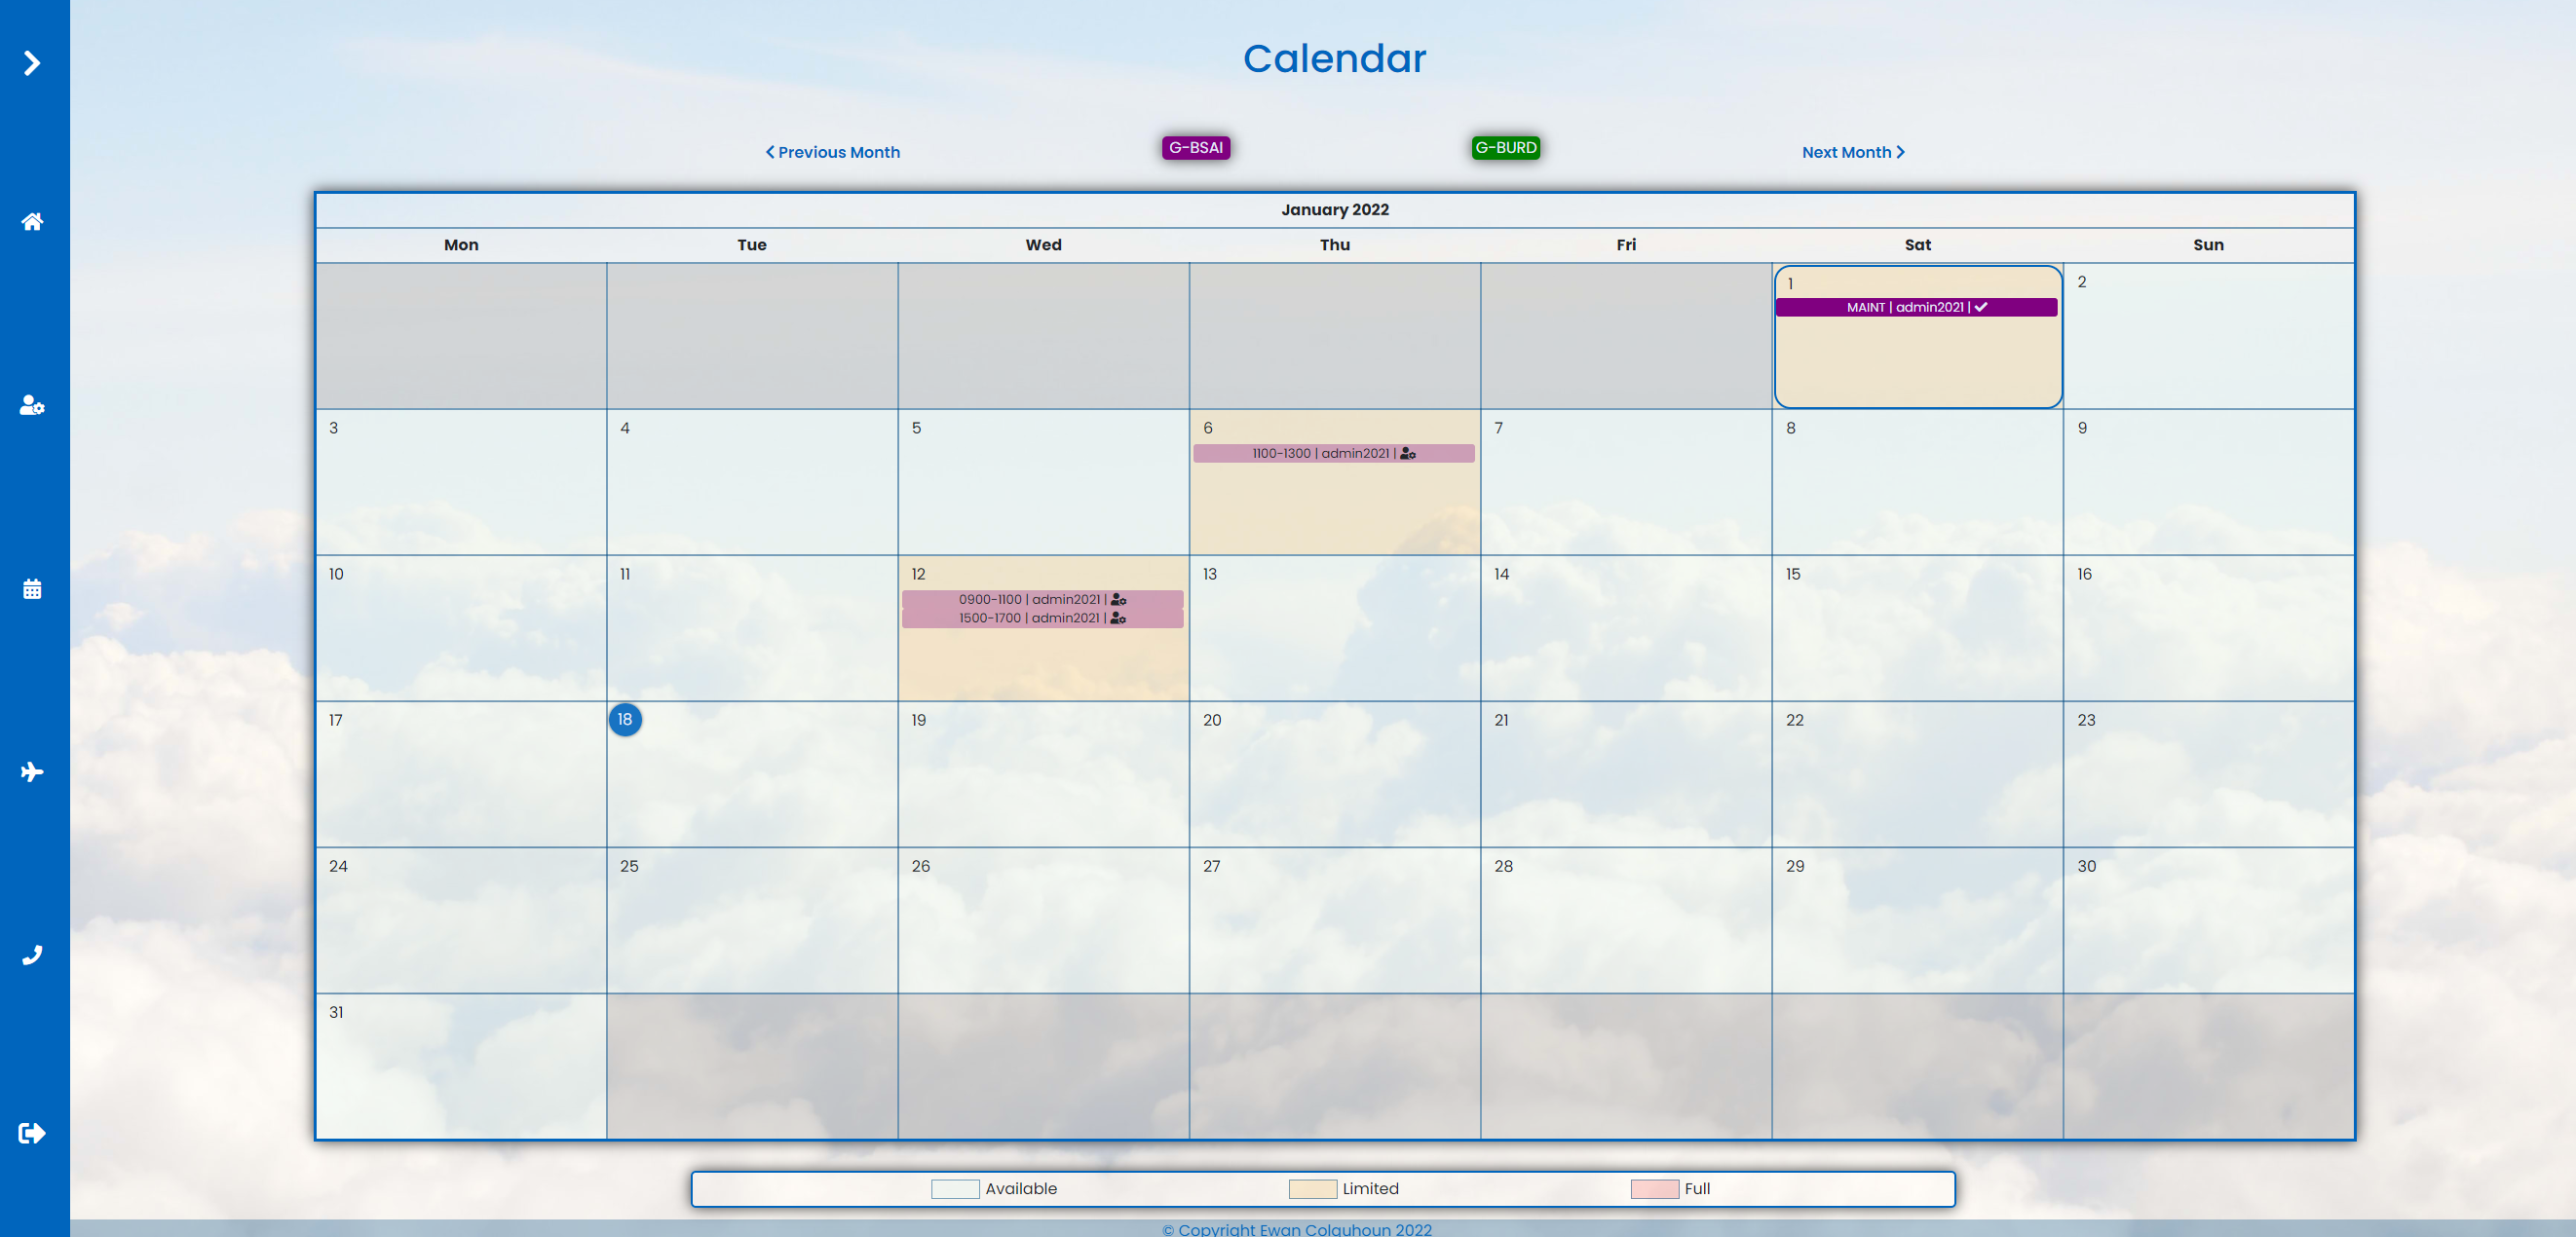 Calendar
Previous Month
G-BSAI
G-BURD
Next Month
January 2022
Mon Tue Wed Thu Fri Sat Sun
1 2
MAINT | admin2021 |
3 4 5 6 7 8 9
1100-1300 | admin2021 |
10 11 12 13 14 15 16
0900-1100 | admin2021 |
1500-1700 | admin2021 |
17 18 19 20 21 22 23
24 25 26 27 28 29 30
31
Available Limited Full
© Copyright Ewan Colquhoun 2022